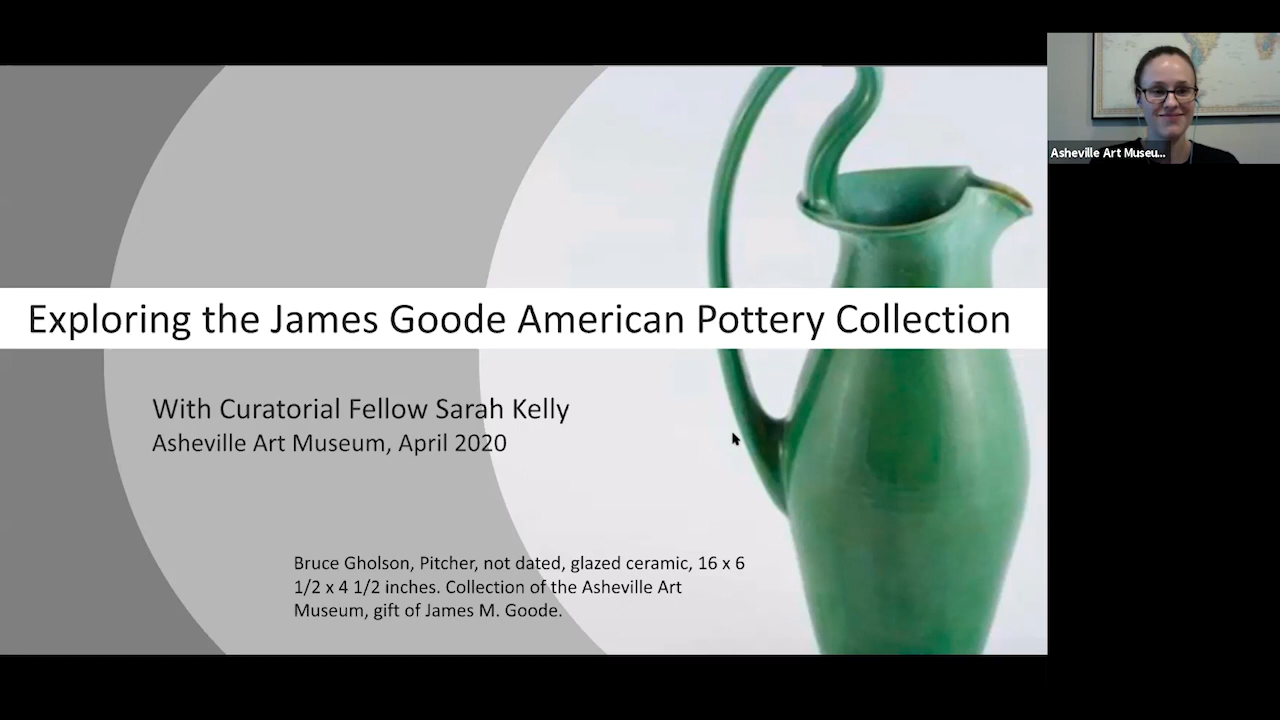 Exploring the James Goode American Pottery Collection
With Curatorial Fellow Sarah Kelly
Asheville Art Museum, April 2020
Bruce Gholson, Pitcher, not dated, glazed ceramic, 16 x 6
1/2 x 4 1/2 inches. Collection of the Asheville Art
Museum, gift of James M. Goode.
Asheville Art Museu...